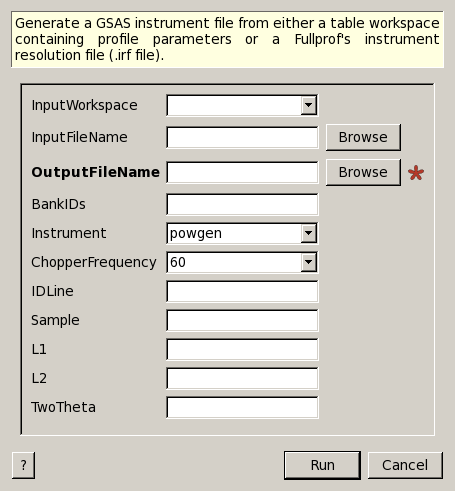 Generate a GSAS instrument file from either a table workspace
containing profile parameters or a Fullprof's instrument
resolution file (.irf file).
InputWorkspace
InputFileName Browse
OutputFileName Browse *
BankIDs
Instrument powgen
ChopperFrequency 60
IDLine
Sample
L1
L2
TwoTheta
? Run Cancel